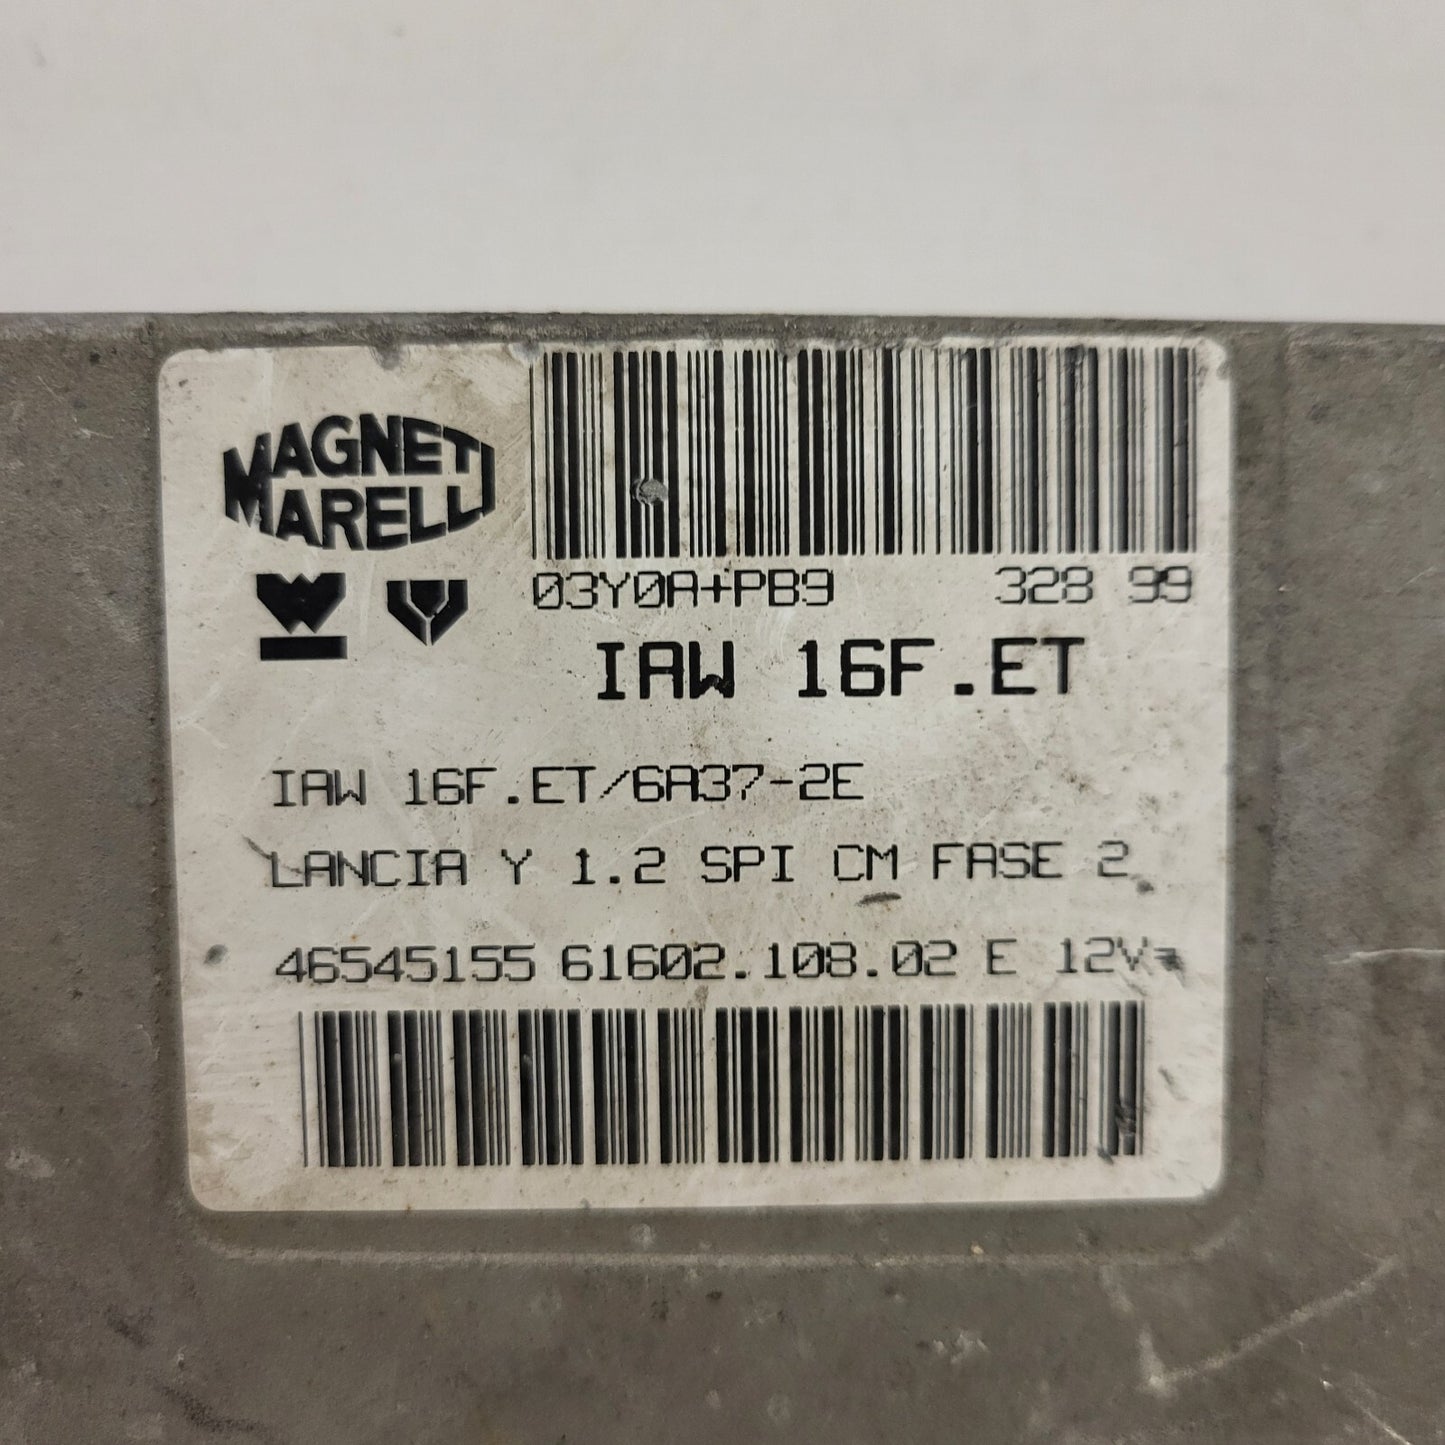 MAGNETI
MARELLI
03Y0A+PB9 328 99
IAW 16F.ET
IAW 16F.ET/6A37-2E
LANCIA Y 1.2 SPI CM FASE 2
46545155 61602.108.02 E 12V